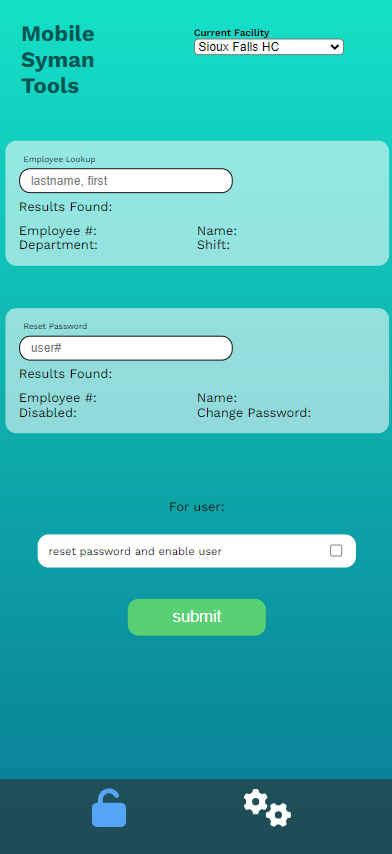 Mobile
Syman
Tools
Current Facility
Sioux Falls HC
Employee Lookup
lastname, first
Results Found:
Employee #: Name:
Department: Shift:
Reset Password
user#
Results Found:
Employee #: Name:
Disabled: Change Password:
For user:
reset password and enable user
submit